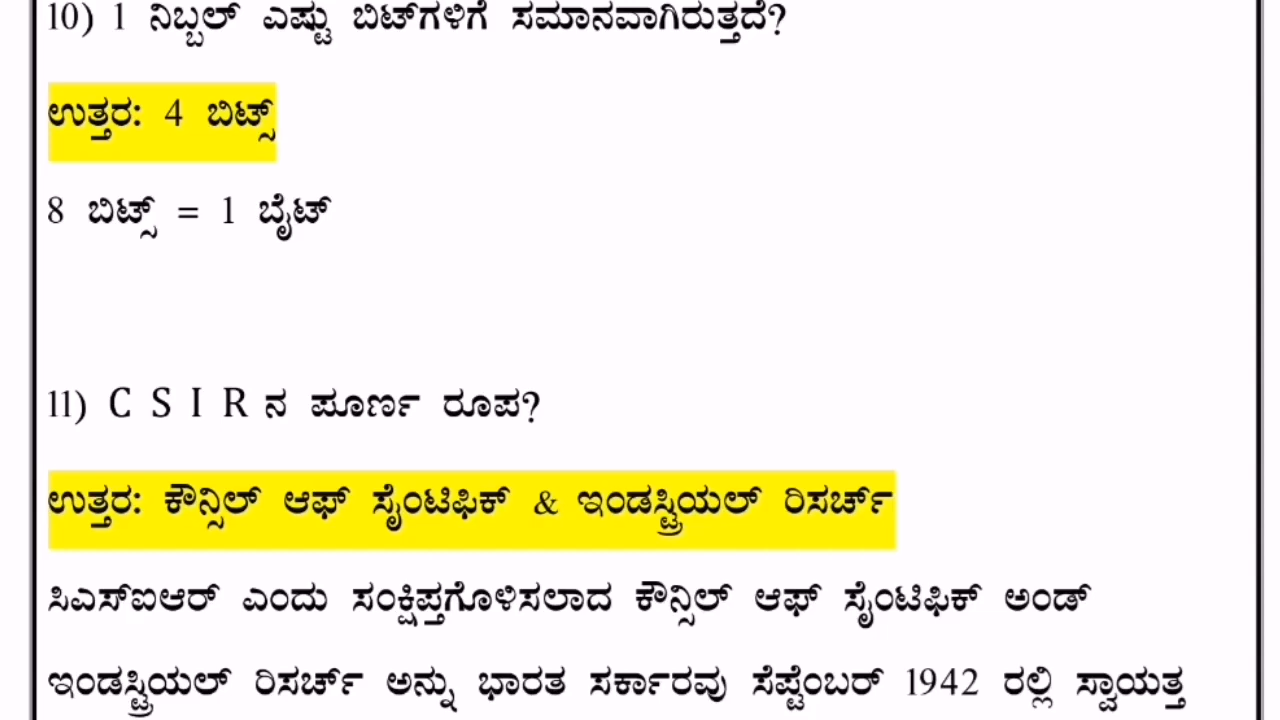 10) 1 ನಿಬ್ಬಲ್ ಎಷ್ಟು ಬಿಟ್‌ಗಳಿಗೆ ಸಮಾನವಾಗಿರುತ್ತದೆ?
ಉತ್ತರ: 4 ಬಿಟ್ಸ್
8 ಬಿಟ್ಸ್ = 1 ಬೈಟ್
11) C S I R ನ ಪೂರ್ಣ ರೂಪ?
ಉತ್ತರ: ಕೌನ್ಸಿಲ್ ಆಫ್ ಸೈಂಟಿಫಿಕ್ & ಇಂಡಸ್ಟ್ರಿಯಲ್ ರಿಸರ್ಚ್
ಸಿಎಸ್‌ಐಆರ್ ಎಂದು ಸಂಕ್ಷಿಪ್ತಗೊಳಿಸಲಾದ ಕೌನ್ಸಿಲ್ ಆಫ್ ಸೈಂಟಿಫಿಕ್ ಅಂಡ್
ಇಂಡಸ್ಟ್ರಿಯಲ್ ರಿಸರ್ಚ್ ಅನ್ನು ಭಾರತ ಸರ್ಕಾರವು ಸೆಪ್ಟೆಂಬರ್ 1942 ರಲ್ಲಿ ಸ್ವಾಯತ್ತ